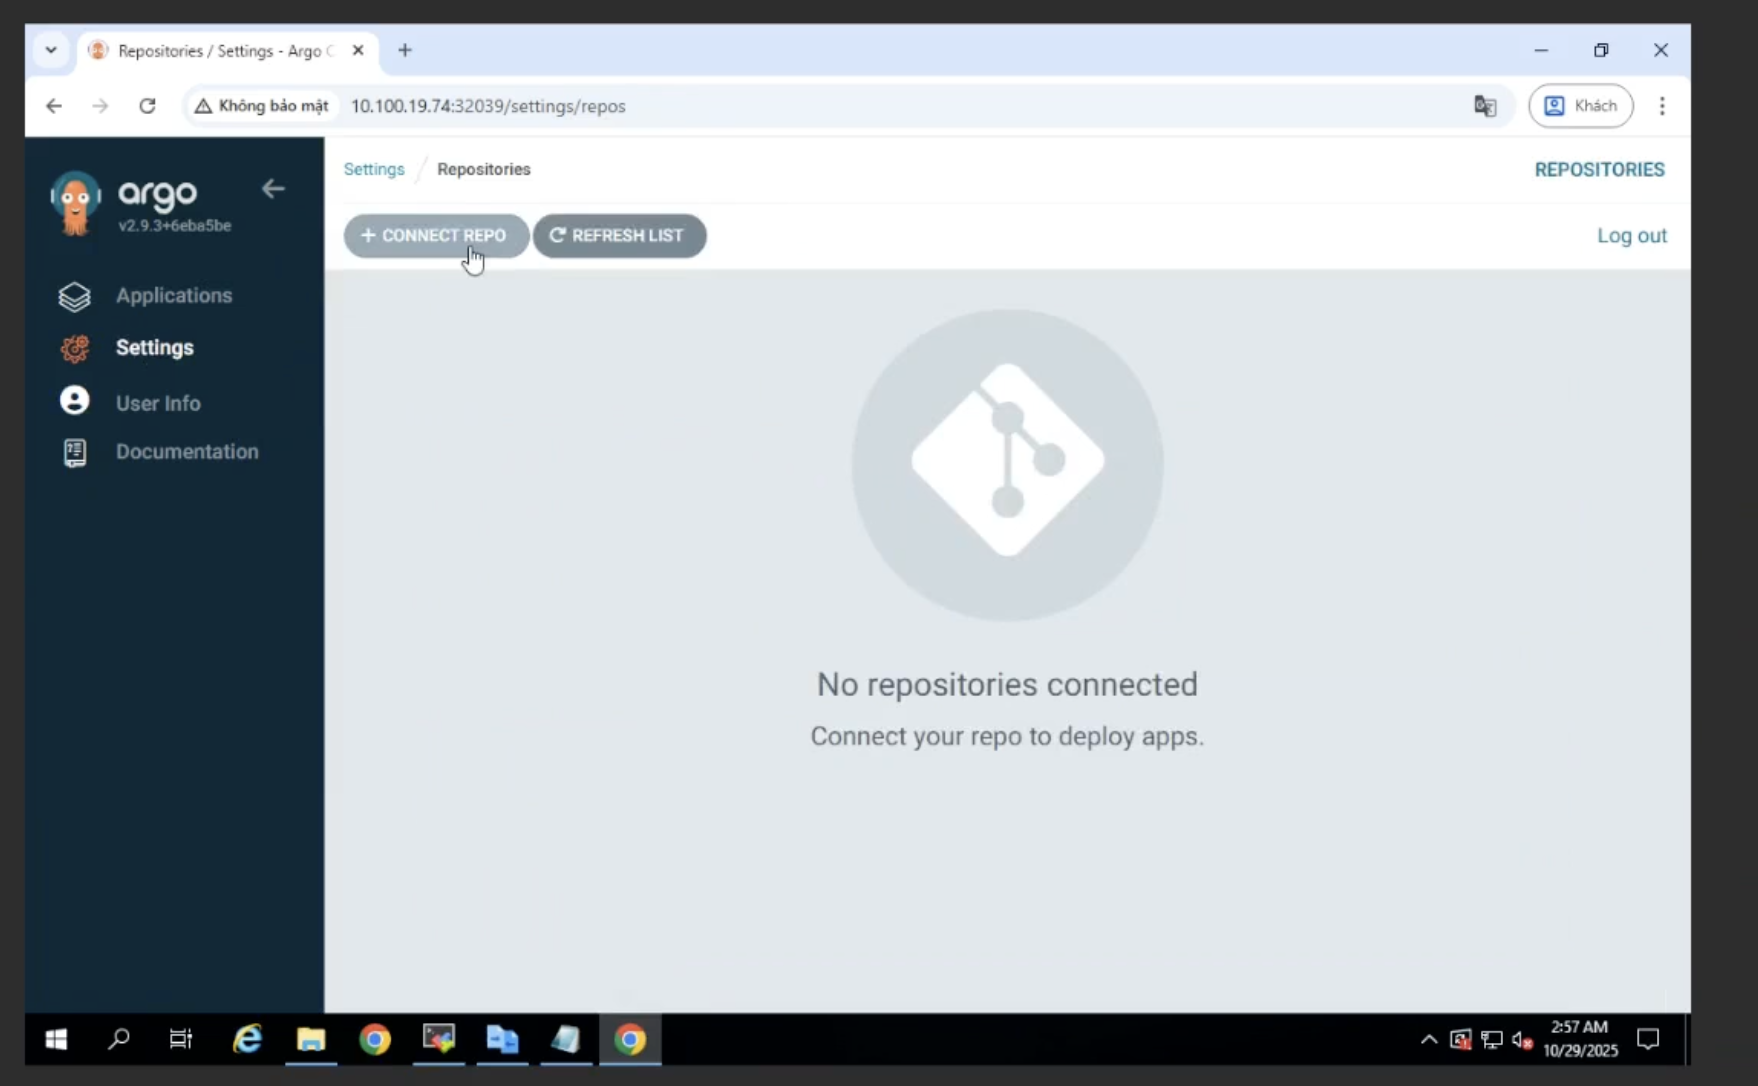 Repositories / Settings - Argo C
Không bảo mật
10.100.19.74:32039/settings/repos
Khách
argo
v2.9.3+6eba5be
Settings / Repositories
REPOSITORIES
+ CONNECT REPO
REFRESH LIST
Log out
Applications
Settings
User Info
Documentation
No repositories connected
Connect your repo to deploy apps.
2:57 AM
10/29/2025